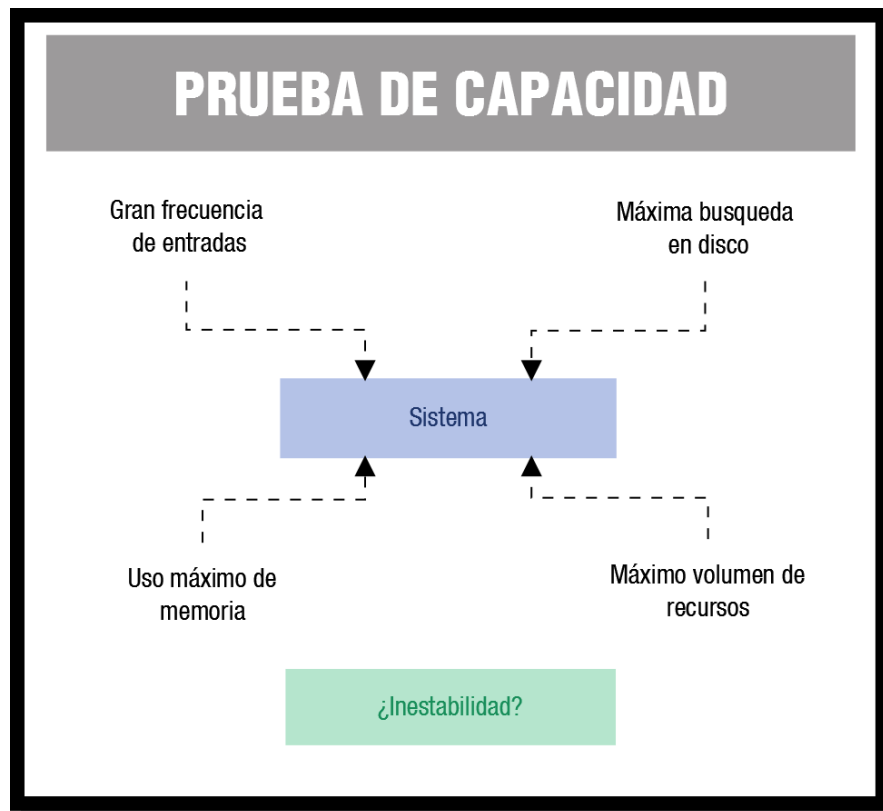 PRUEBA DE CAPACIDAD
Gran frecuencia
de entradas
Máxima busqueda
en disco
Sistema
Uso máximo de
memoria
Máximo volumen de
recursos
¿Inestabilidad?